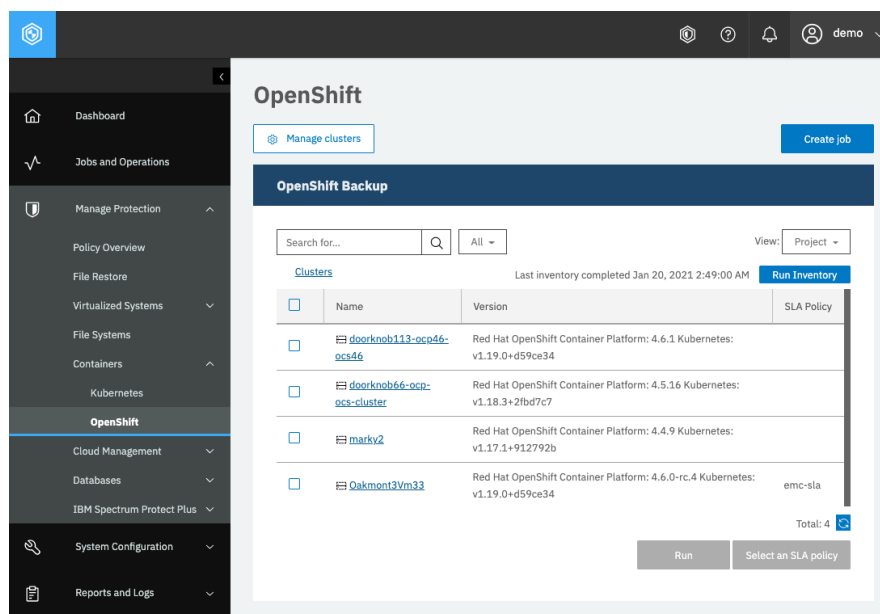 demo
Dashboard
Jobs and Operations
Manage Protection
Policy Overview
File Restore
Virtualized Systems
File Systems
Containers
Kubernetes
OpenShift
Cloud Management
Databases
IBM Spectrum Protect Plus
System Configuration
Reports and Logs
OpenShift
Manage clusters
Create job
OpenShift Backup
Search for...
All
View: Project
Clusters
Last inventory completed Jan 20, 2021 2:49:00 AM
Run Inventory
Name Version SLA Policy
doorknob113-ocp46-
ocs46
Red Hat OpenShift Container Platform: 4.6.1 Kubernetes:
v1.19.0+d59ce34
doorknob66-ocp-
ocs-cluster
Red Hat OpenShift Container Platform: 4.5.16 Kubernetes:
v1.18.3+2fbd7c7
marky2
Red Hat OpenShift Container Platform: 4.4.9 Kubernetes:
v1.17.1+912792b
Oakmont3Vm33
Red Hat OpenShift Container Platform: 4.6.0-rc.4 Kubernetes:
v1.19.0+d59ce34
emc-sla
Total: 4
Run
Select an SLA policy